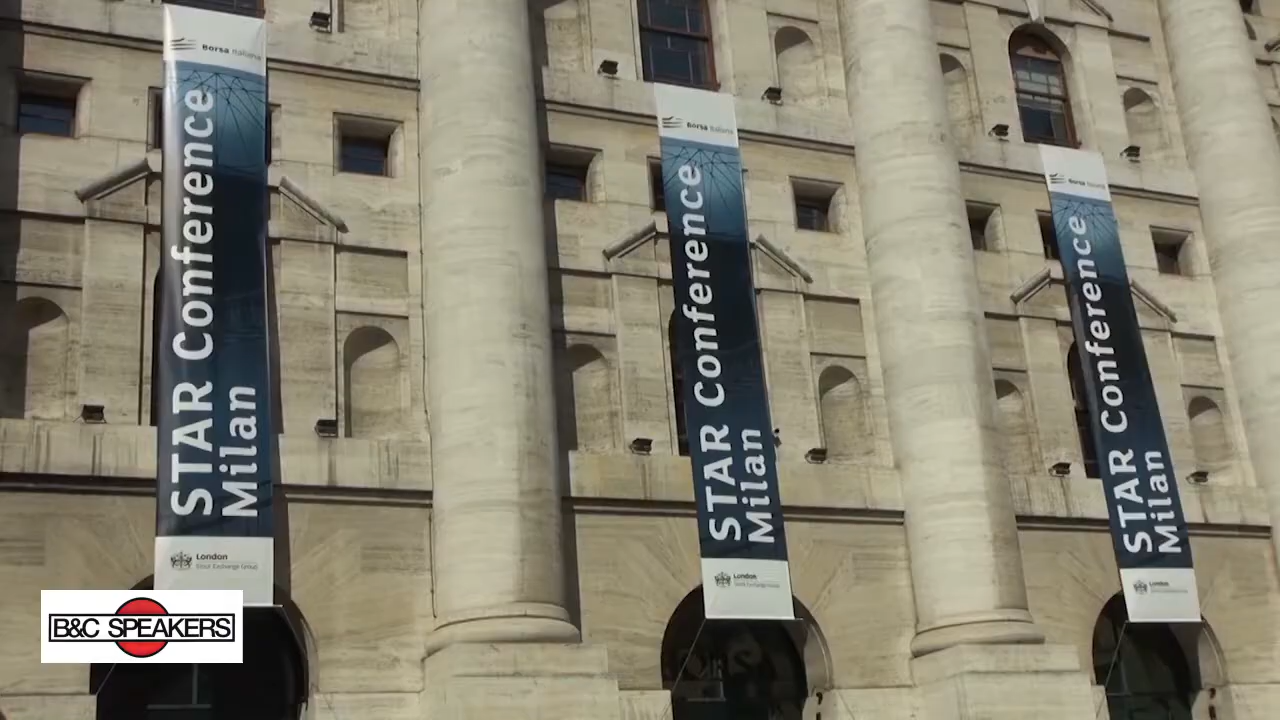 Borsa Italiana
STAR Conference
Milan
London
Stock Exchange Group
Borsa Italiana
STAR Conference
Milan
London
Stock Exchange Group
Borsa Italiana
STAR Conference
Milan
London
B&C SPEAKERS